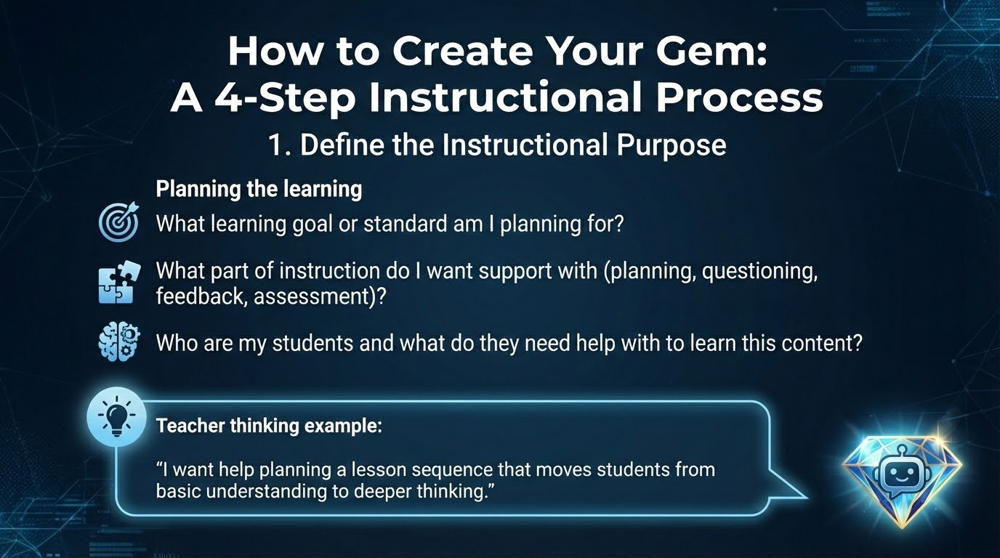 How to Create Your Gem:
A 4-Step Instructional Process
1. Define the Instructional Purpose
Planning the learning
What learning goal or standard am I planning for?
What part of instruction do I want support with (planning, questioning,
feedback, assessment)?
Who are my students and what do they need help with to learn this content?
Teacher thinking example:
“I want help planning a lesson sequence that moves students from
basic understanding to deeper thinking.”